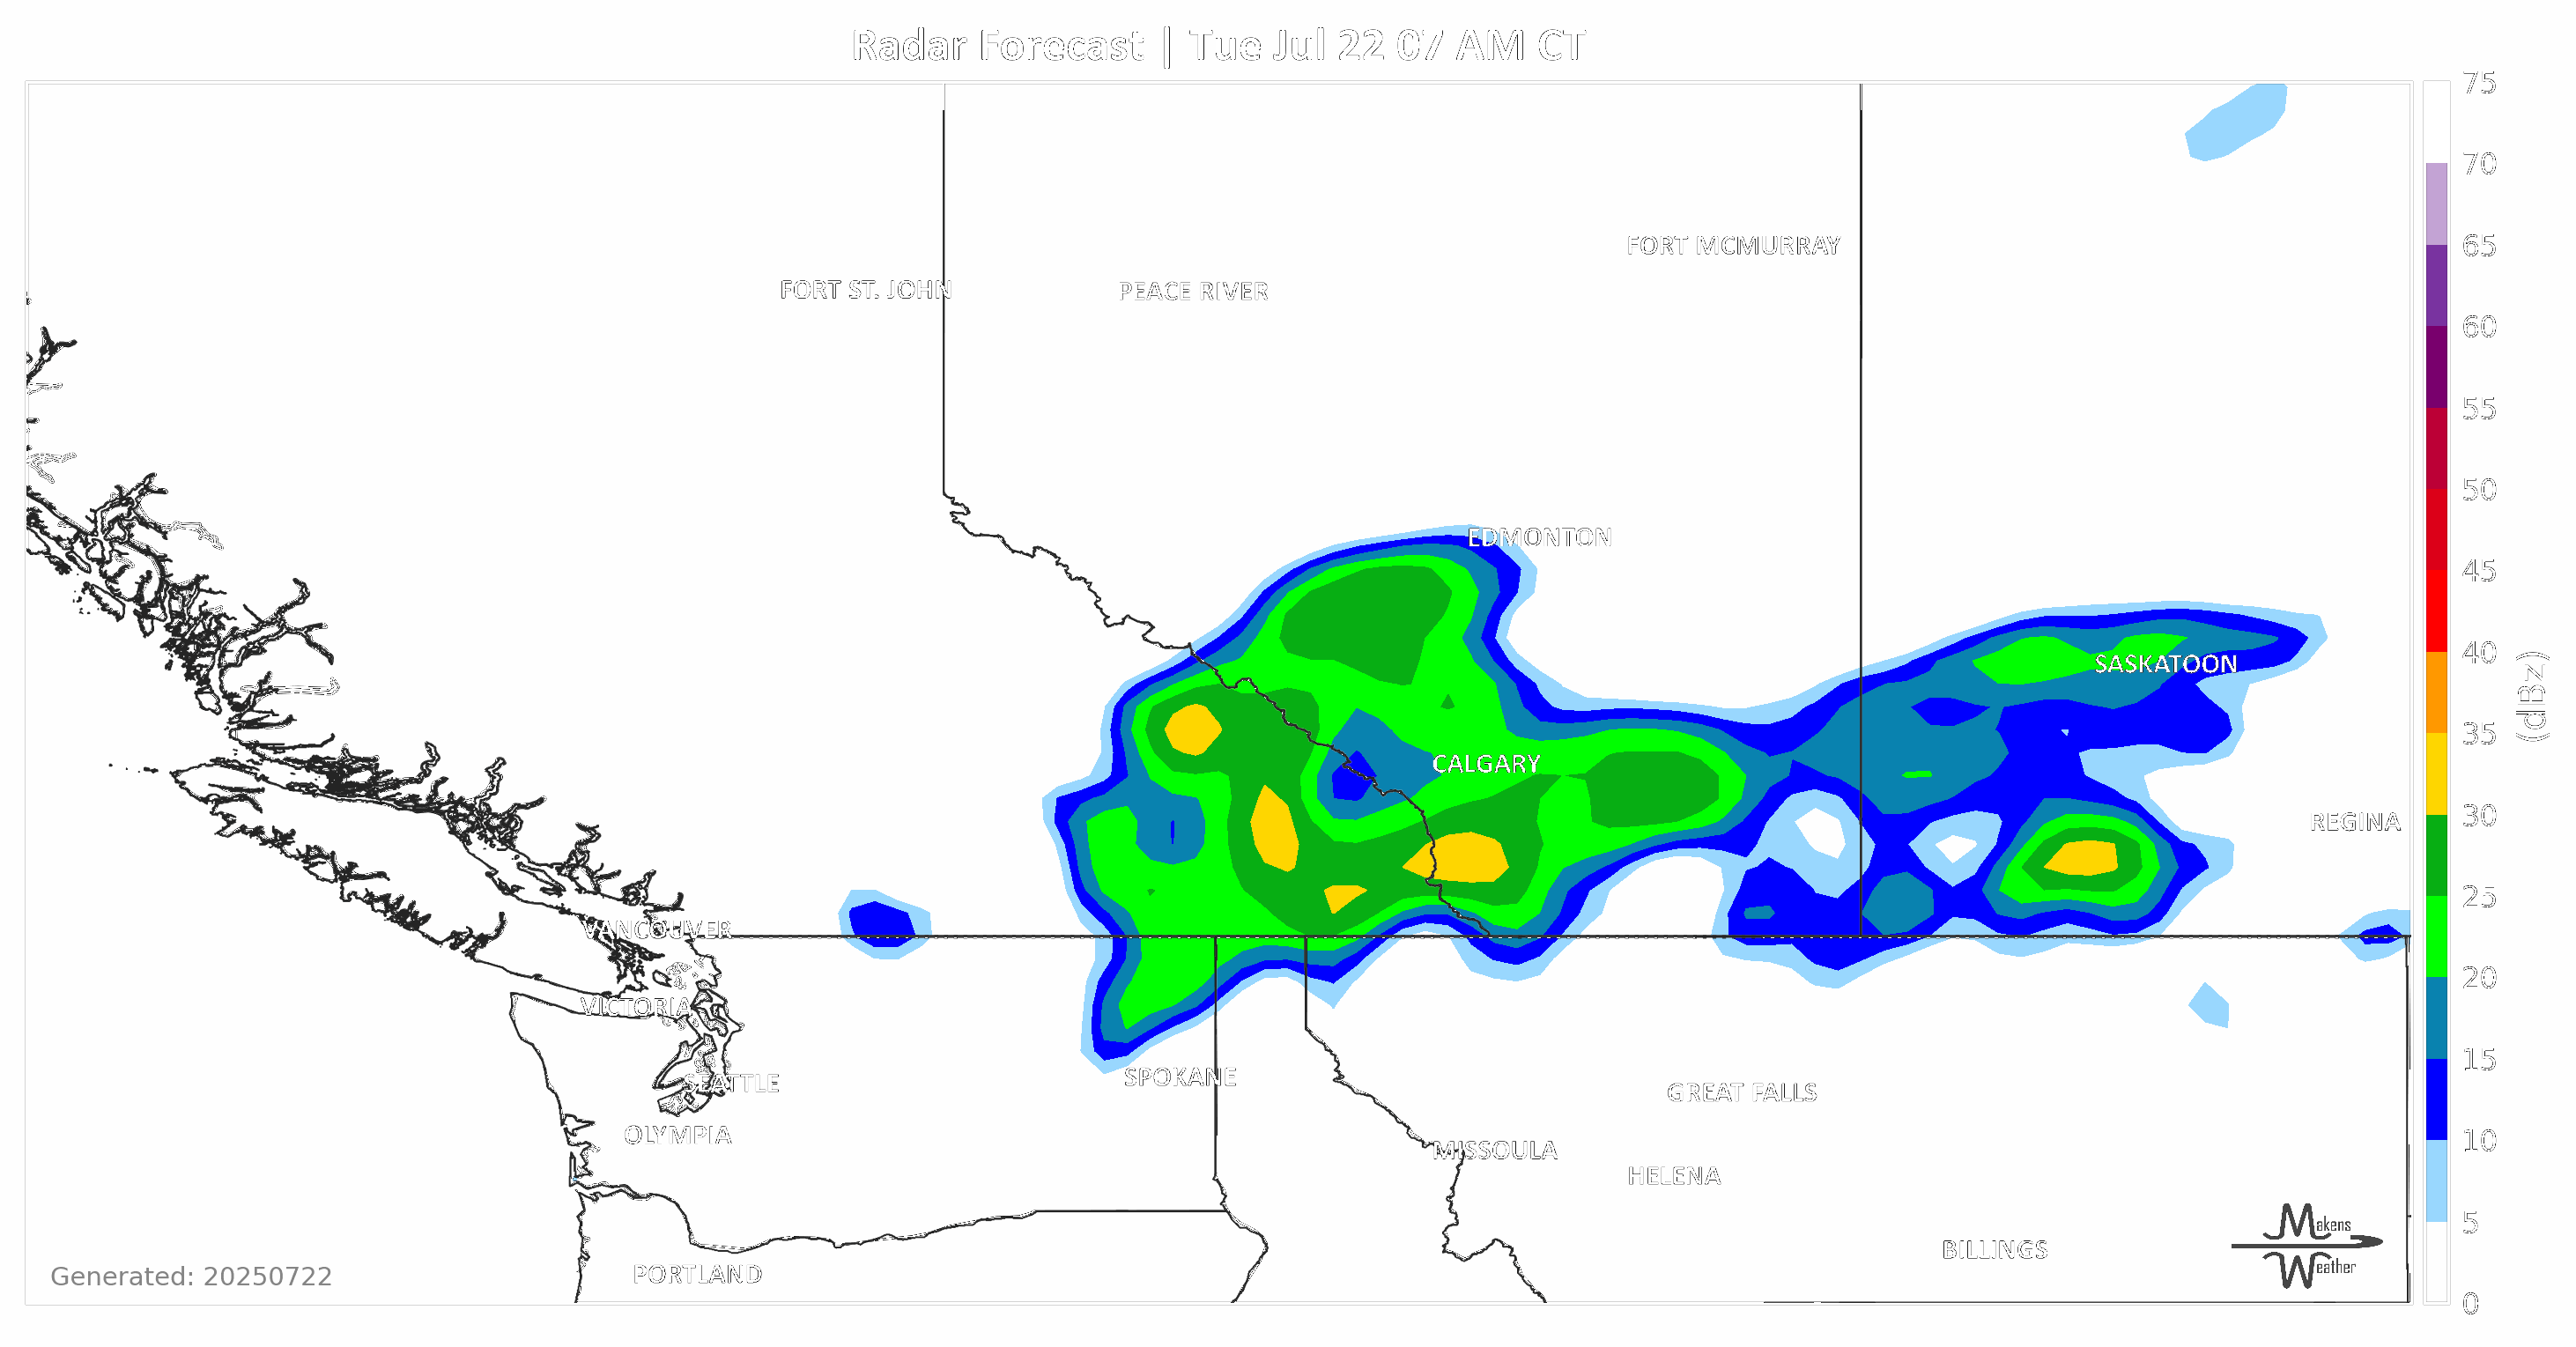 Radar Forecast | Tue Jul 22 07 AM CT
75
70
FORT MCMURRAY
65
FORT ST. JOHN
PEACE RIVER
60
55
50
EDMONTON
45
SASKATOON
40
(dBz)
35
CALGARY
REGINA
30
25
VANCOUVER
20
VICTORIA
SPOKANE
15
SEATTLE
GREAT FALLS
OLYMPIA
10
MISSOULA
HELENA
5
Makens
Weather
BILLINGS
PORTLAND
Generated: 20250722
0